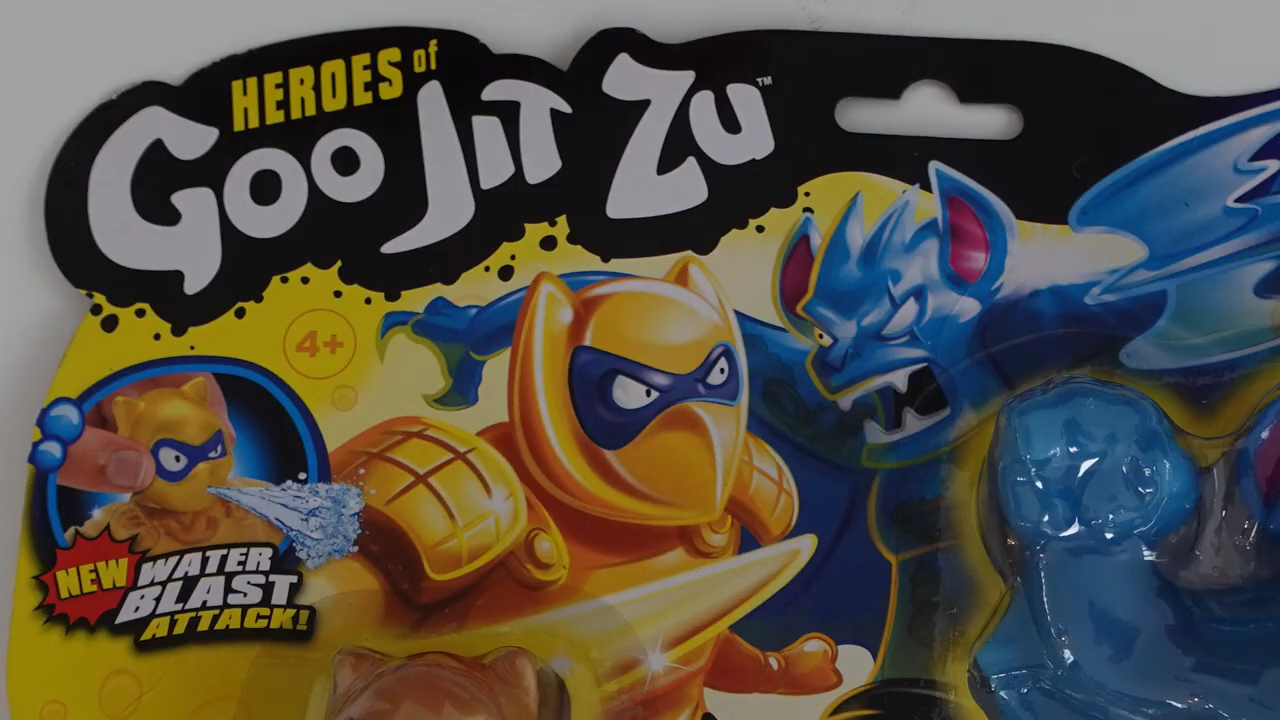 HEROES of
GOO JIT ZU™
4+
NEW WATER
BLAST
ATTACK!